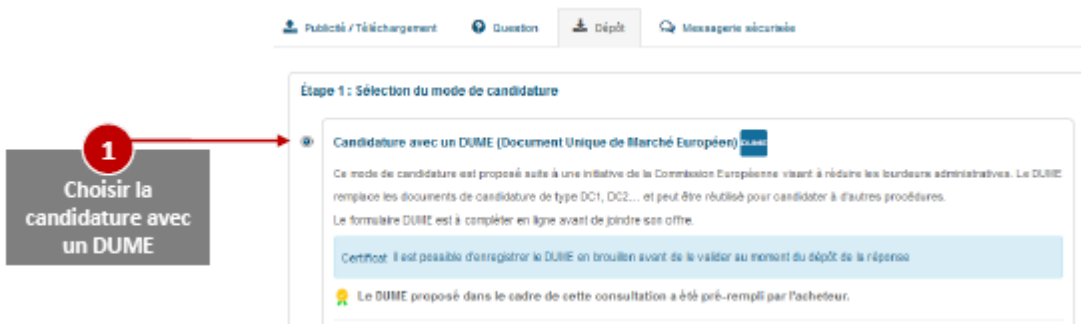 Publicité / Téléchargement Question Dépôt Messagerie sécurisée
Étape 1 : Sélection du mode de candidature
1
Choisir la
candidature avec
un DUME
Candidature avec un DUME (Document Unique de Marché Européen) DUME
Ce mode de candidature est proposé suite à une initiative de la Commission Européenne visant à réduire les lourdeurs administratives. Le DUME
remplace les documents de candidature de type DC1, DC2... et peut être réutilisé pour candidater à d'autres procédures.
Le formulaire DUME est à compléter en ligne avant de joindre son offre.
Certificat Il est possible d'enregistrer le DUME en brouillon avant de le valider au moment du dépôt de la réponse
Le DUME proposé dans le cadre de cette consultation a été pré-rempli par l'acheteur.